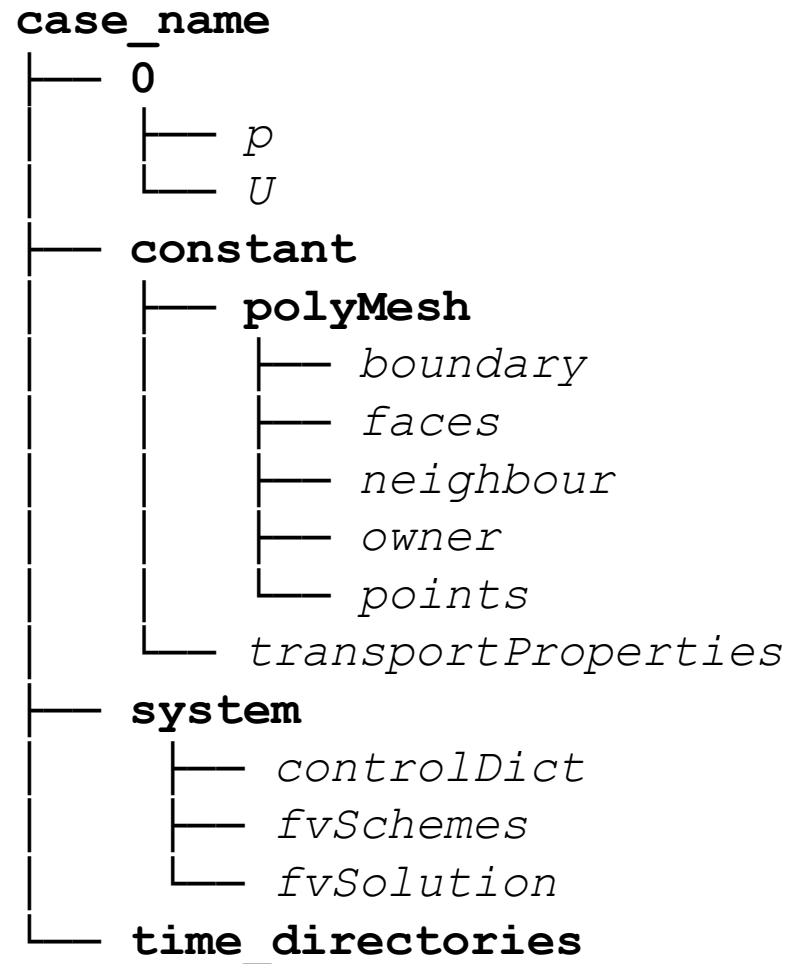 case_name
0
p
U
constant
polyMesh
boundary
faces
neighbour
owner
points
transportProperties
system
controlDict
fvSchemes
fvSolution
time_directories